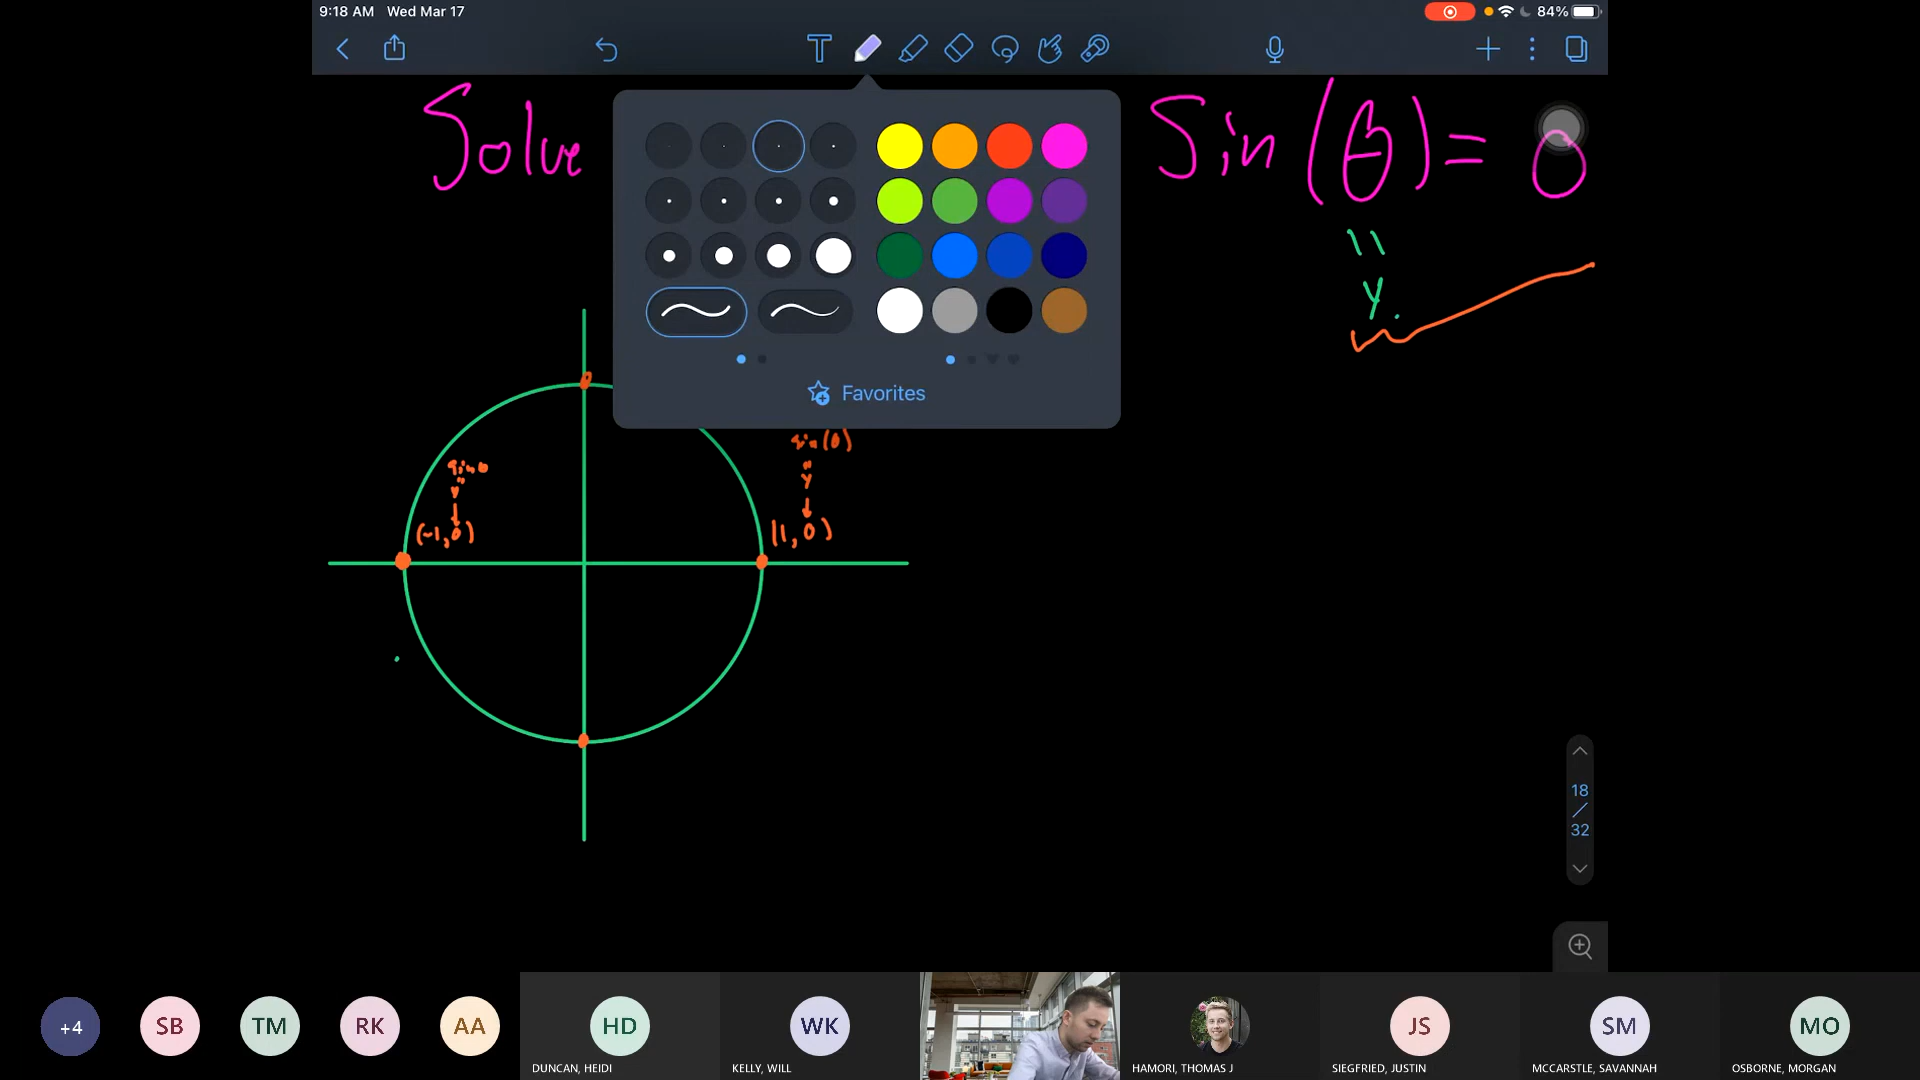 9:18 AM Wed Mar 17
84%
T
Solve Sin(θ) = 0
"
y
Favorites
sin(θ)
"
y
sin θ
"
y
(-1, 0)
(1, 0)
18
/
32
+4
SB
TM
RK
AA
HD
WK
JS
SM
MO
DUNCAN, HEIDI
KELLY, WILL
HAMORI, THOMAS J
SIEGFRIED, JUSTIN
MCCARSTLE, SAVANNAH
OSBORNE, MORGAN